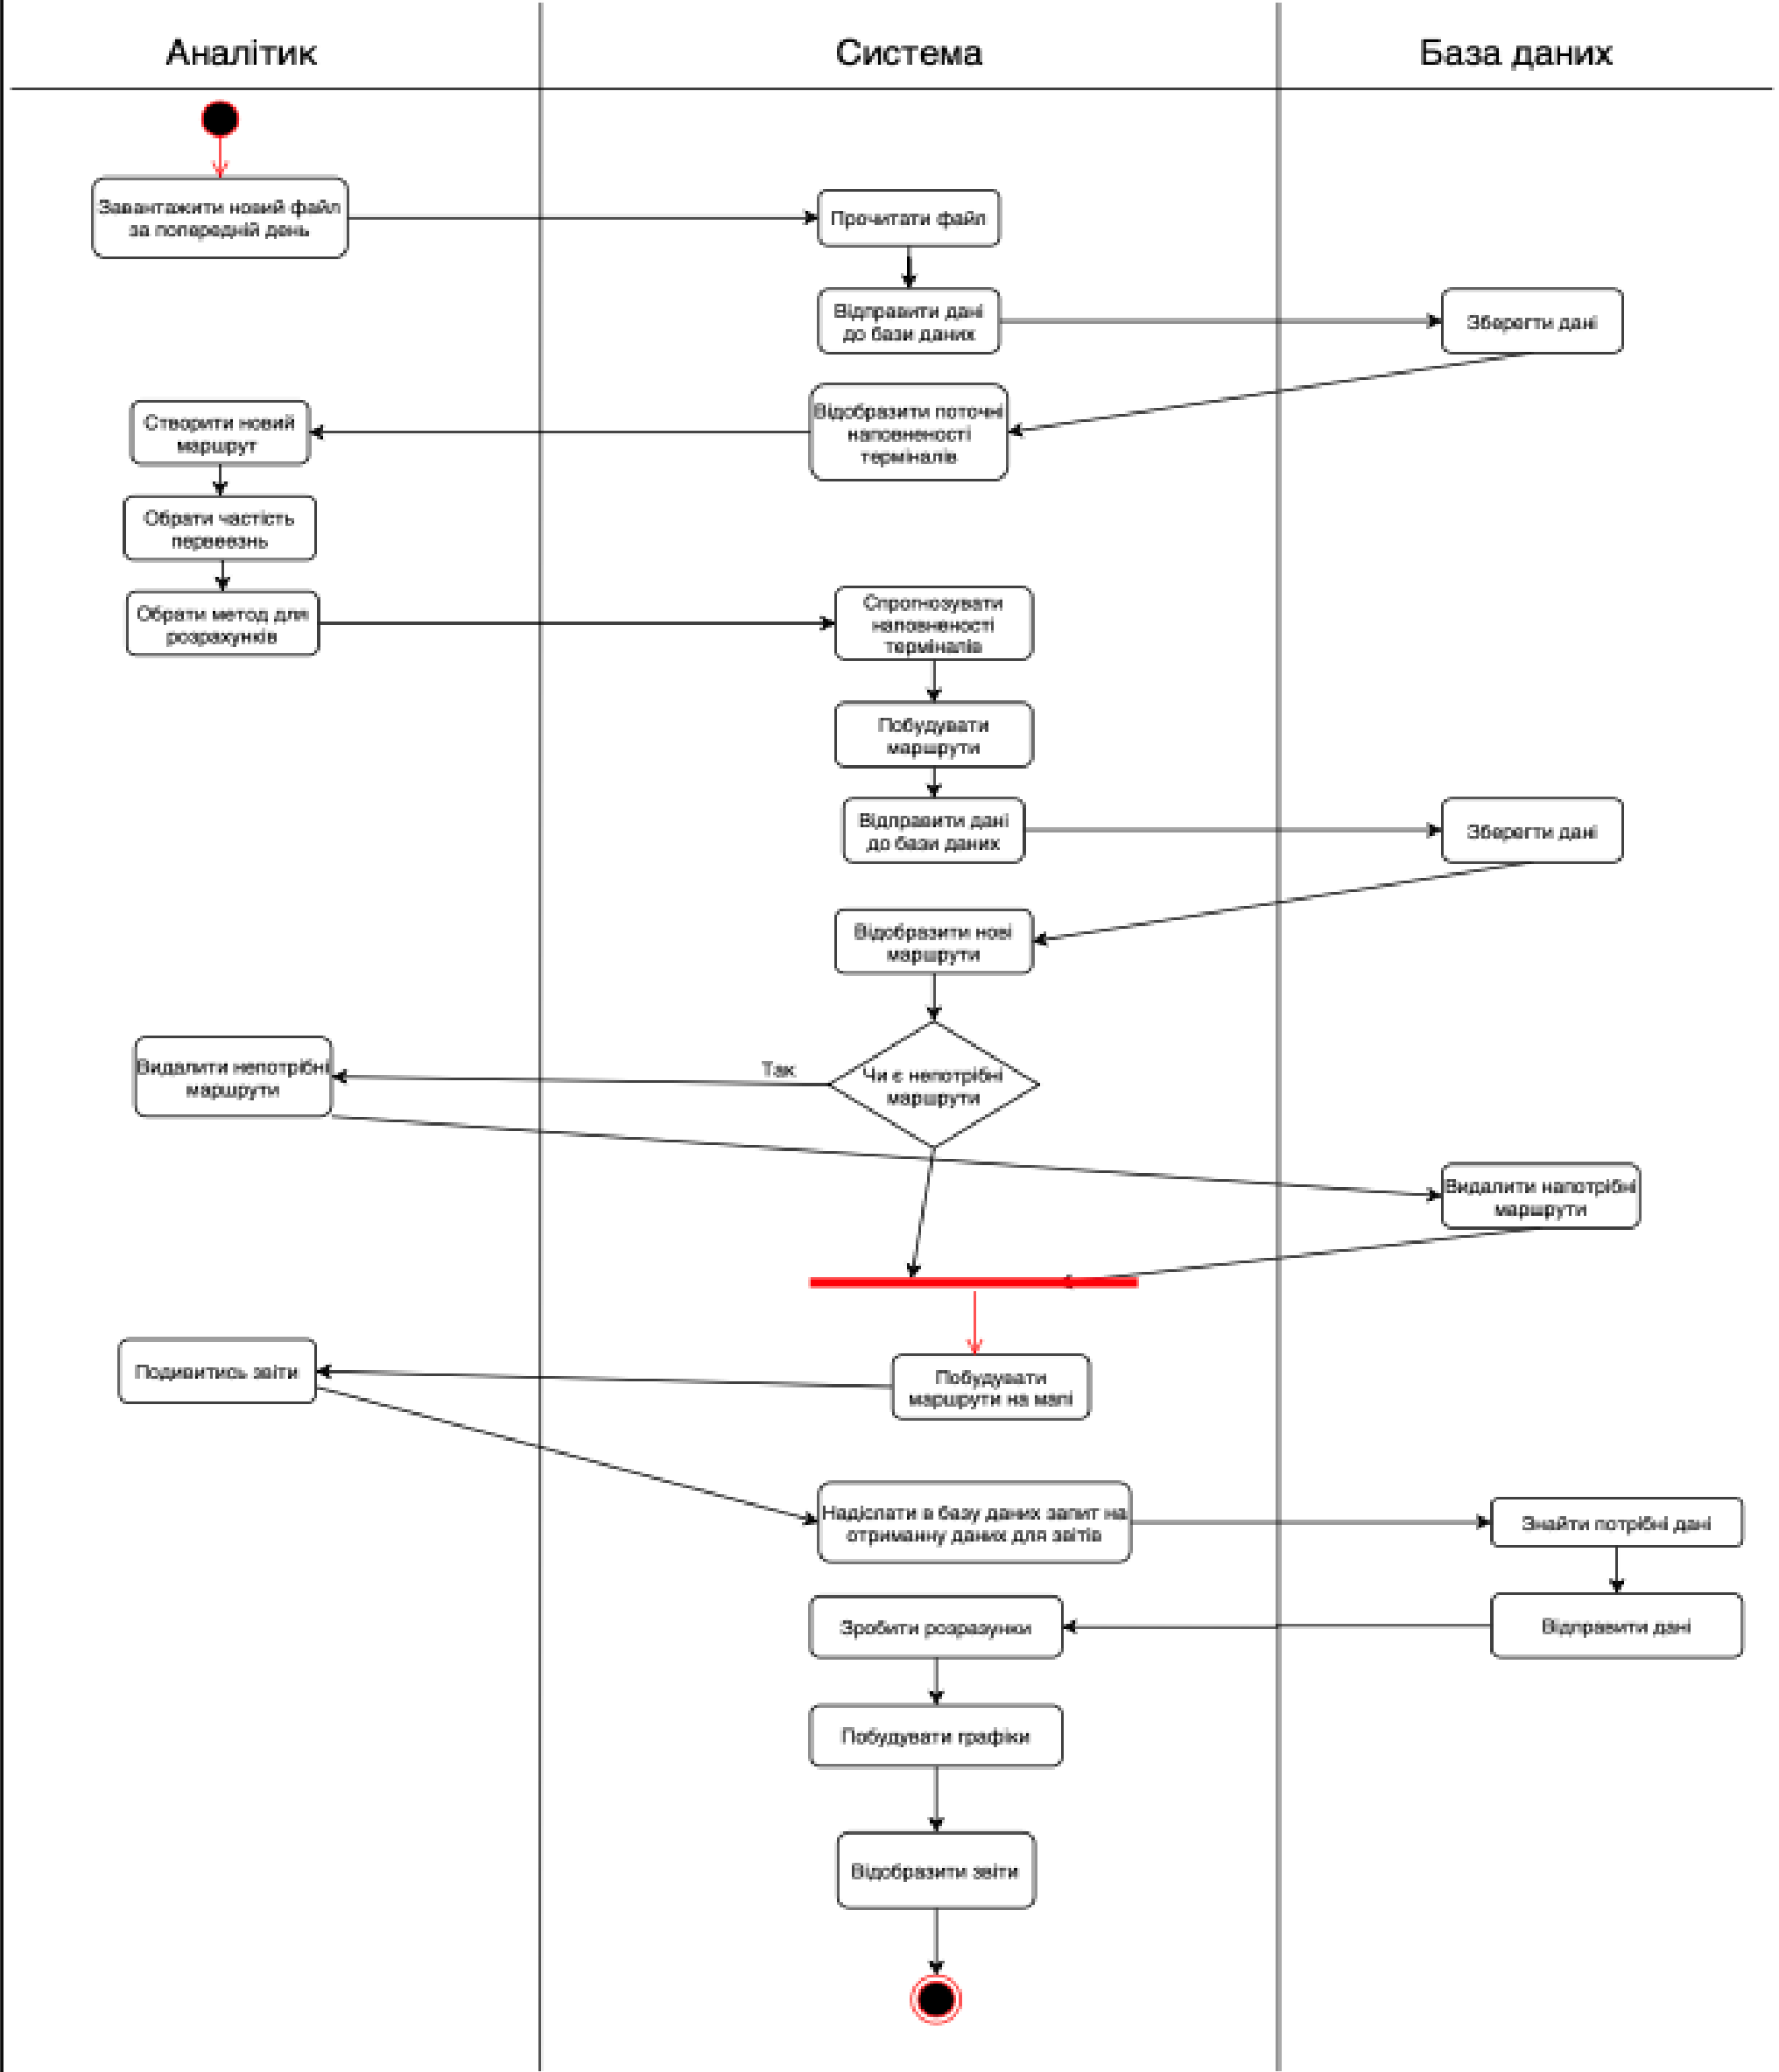 Аналітик
Система
База даних
Завантажити новий файл
за попередній день
Прочитати файл
Відправити дані
до бази даних
Зберегти дані
Відобразити поточні
наповненості
терміналів
Створити новий
маршрут
Обрати частість
первеезнь
Обрати метод для
розрахунків
Спрогнозувати
наповненості
терміналів
Побудувати
маршрути
Відправити дані
до бази даних
Зберегти дані
Відобразити нові
маршрути
Чи є непотрібні
маршрути
Так
Видалити непотрібні
маршрути
Видалити напотрібні
маршрути
Побудувати
маршрути на мапі
Подивитись звіти
Надіслати в базу даних запит на
отриманну даних для звітів
Знайти потрібні дані
Відправити дані
Зробити розразунки
Побудувати графіки
Відобразити звіти